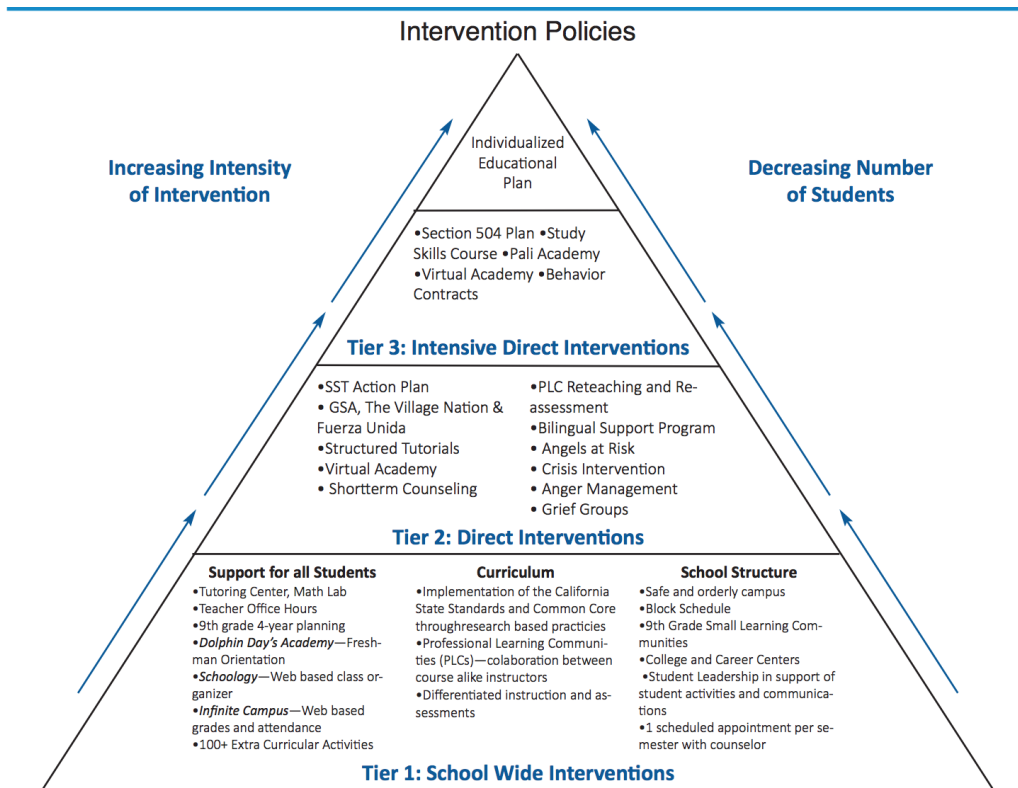 Intervention Policies
Increasing Intensity
of Intervention
Decreasing Number
of Students
Individualized
Educational
Plan
•Section 504 Plan •Study
Skills Course •Pali Academy
•Virtual Academy •Behavior
Contracts
Tier 3: Intensive Direct Interventions
•SST Action Plan
• GSA, The Village Nation &
Fuerza Unida
•Structured Tutorials
•Virtual Academy
• Shortterm Counseling
•PLC Reteaching and Re-
assessment
•Bilingual Support Program
• Angels at Risk
• Crisis Intervention
• Anger Management
• Grief Groups
Tier 2: Direct Interventions
Support for all Students
•Tutoring Center, Math Lab
•Teacher Office Hours
•9th grade 4-year planning
•Dolphin Day’s Academy—Fresh-
man Orientation
•Schoology—Web based class or-
ganizer
•Infinite Campus—Web based
grades and attendance
•100+ Extra Curricular Activities
Curriculum
•Implementation of the California
State Standards and Common Core
throughresearch based practicies
•Professional Learning Communi-
ties (PLCs)—colaboration between
course alike instructors
•Differentiated instruction and as-
sessments
School Structure
•Safe and orderly campus
•Block Schedule
•9th Grade Small Learning Com-
munities
•College and Career Centers
•Student Leadership in support of
student activities and communica-
tions
•1 scheduled appointment per se-
mester with counselor
Tier 1: School Wide Interventions